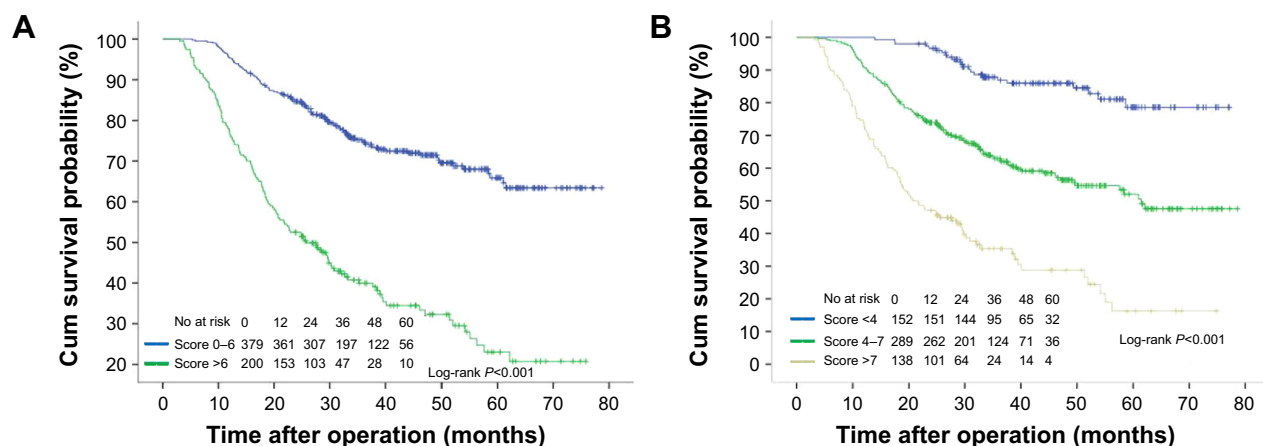 A
Cum survival probability (%)
100
90
80
70
60
50
40
30
20
No at risk 0 12 24 36 48 60
Score 0–6 379 361 307 197 122 56
Score >6 200 153 103 47 28 10
Log-rank P<0.001
0 10 20 30 40 50 60 70 80
Time after operation (months)
B
Cum survival probability (%)
100
90
80
70
60
50
40
30
20
10
0
No at risk 0 12 24 36 48 60
Score <4 152 151 144 95 65 32
Score 4–7 289 262 201 124 71 36
Score >7 138 101 64 24 14 4
Log-rank P<0.001
0 10 20 30 40 50 60 70 80
Time after operation (months)